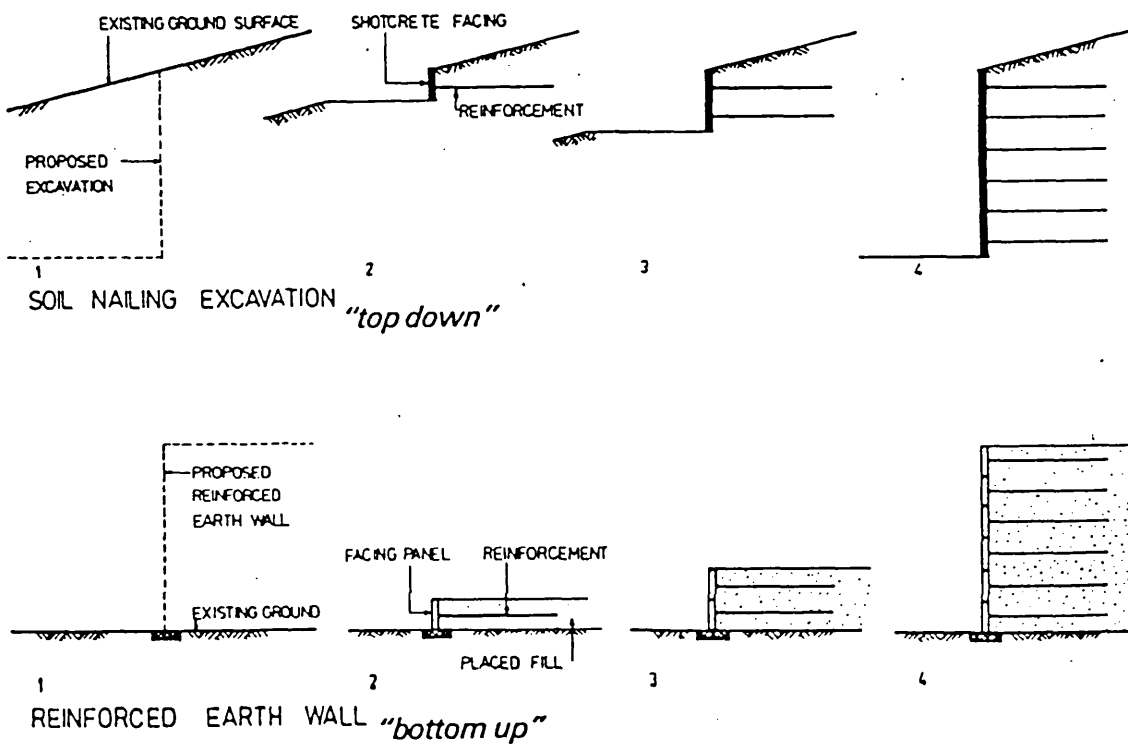 EXISTING GROUND SURFACE
SHOTCRETE FACING
REINFORCEMENT
PROPOSED
EXCAVATION
1
2
3
4
SOIL NAILING EXCAVATION "top down"
PROPOSED
REINFORCED
EARTH WALL
FACING PANEL
REINFORCEMENT
EXISTING GROUND
PLACED FILL
1
2
3
4
REINFORCED EARTH WALL "bottom up"